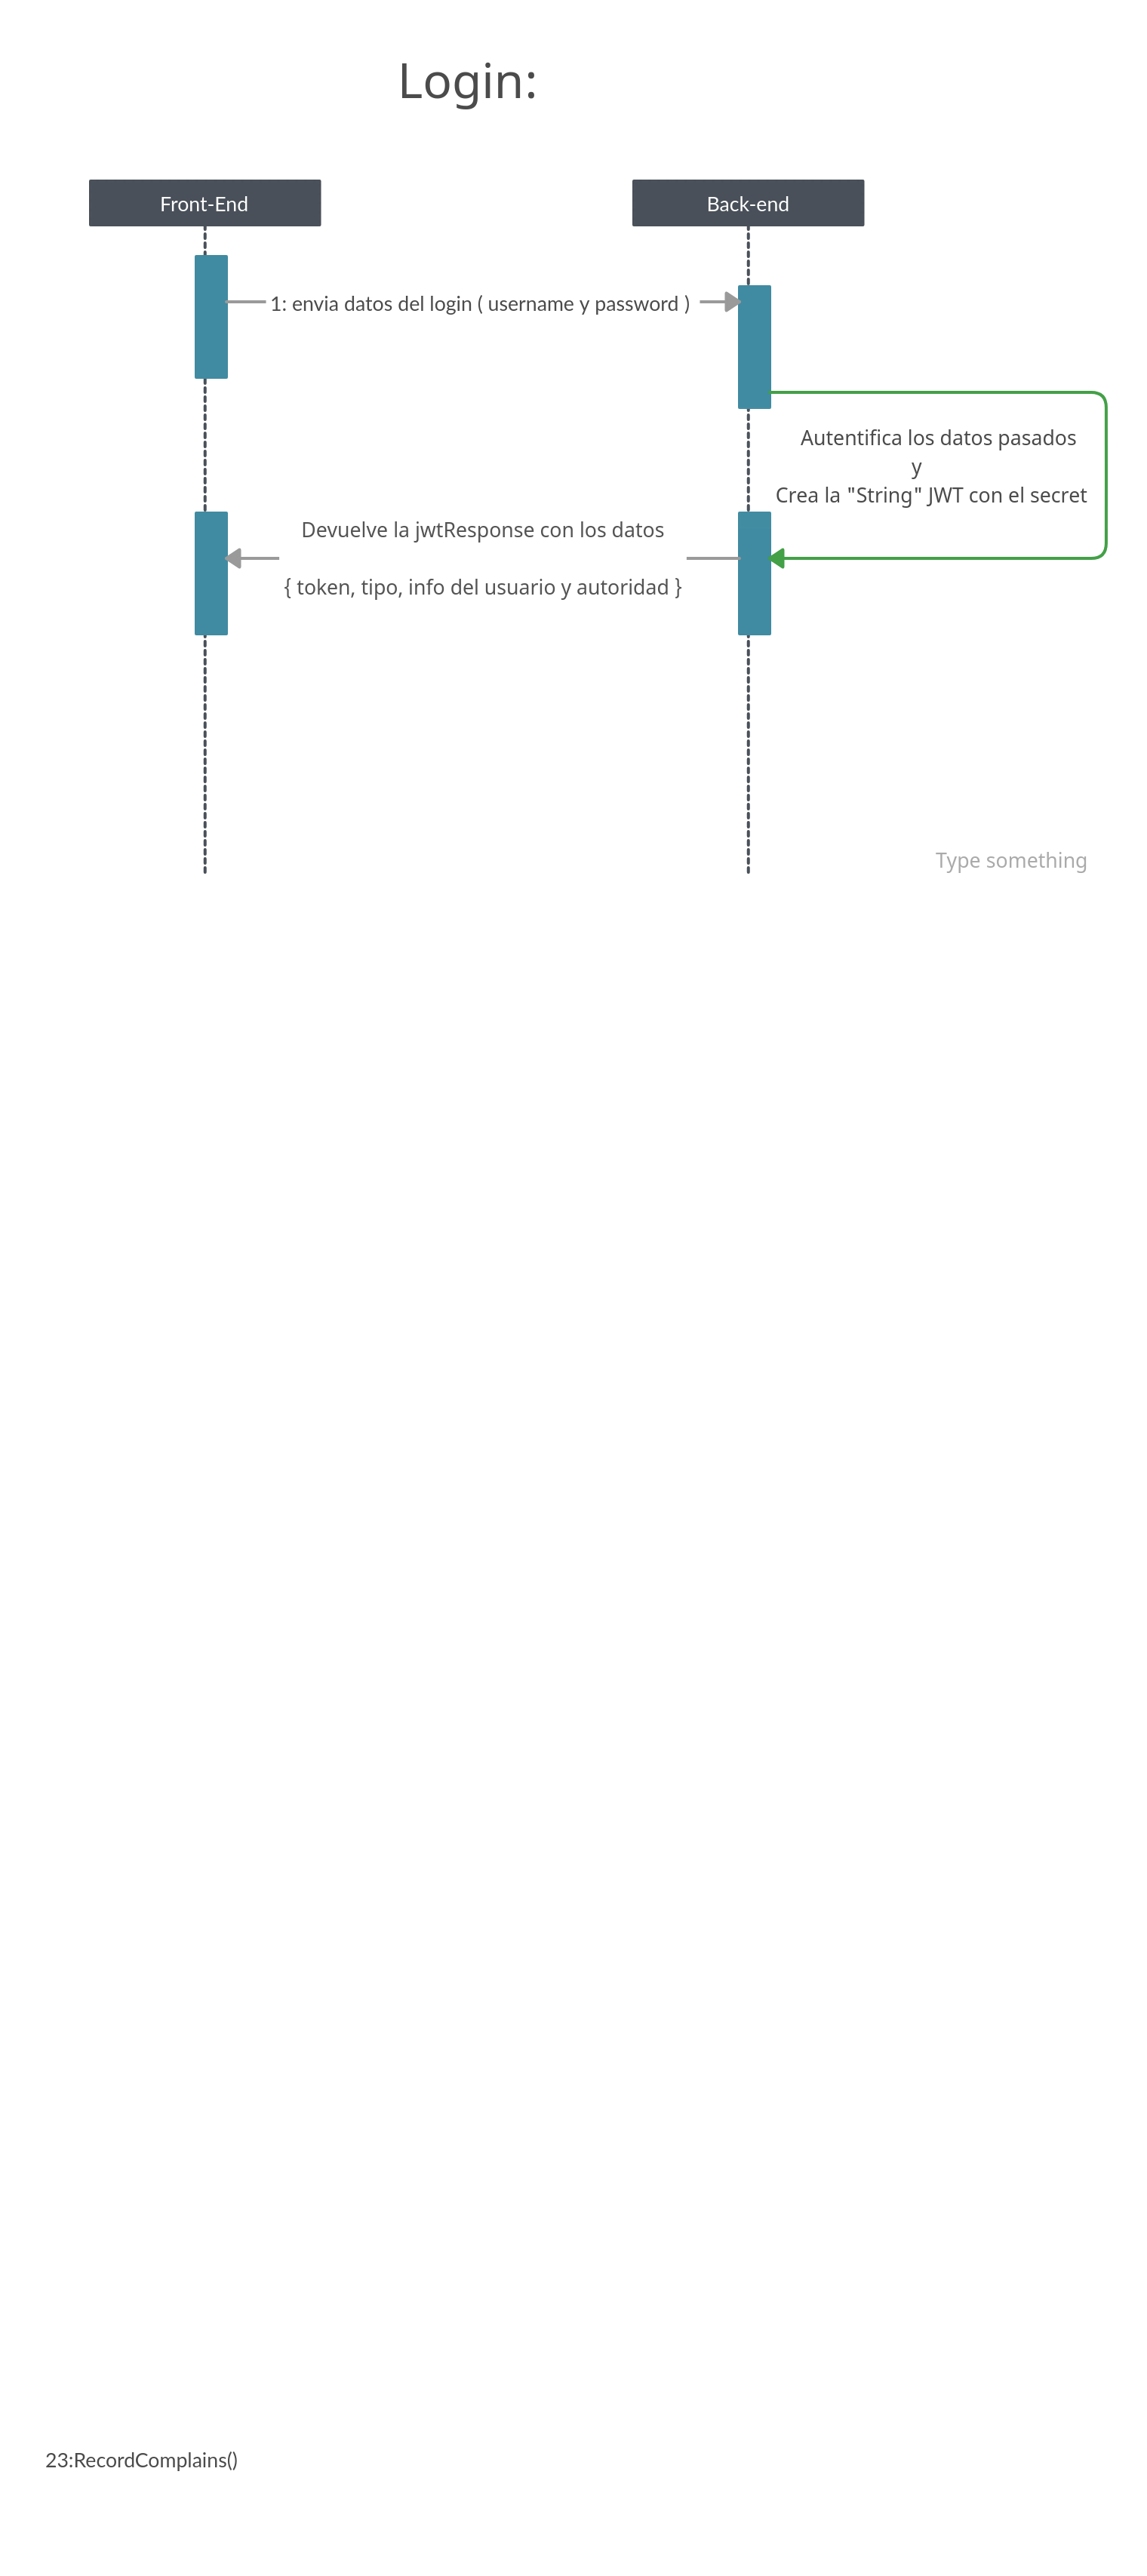 Login:
Front-End
Back-end
1: envia datos del login ( username y password )
Autentifica los datos pasados
y
Crea la "String" JWT con el secret
Devuelve la jwtResponse con los datos
{ token, tipo, info del usuario y autoridad }
Type something
23:RecordComplains()